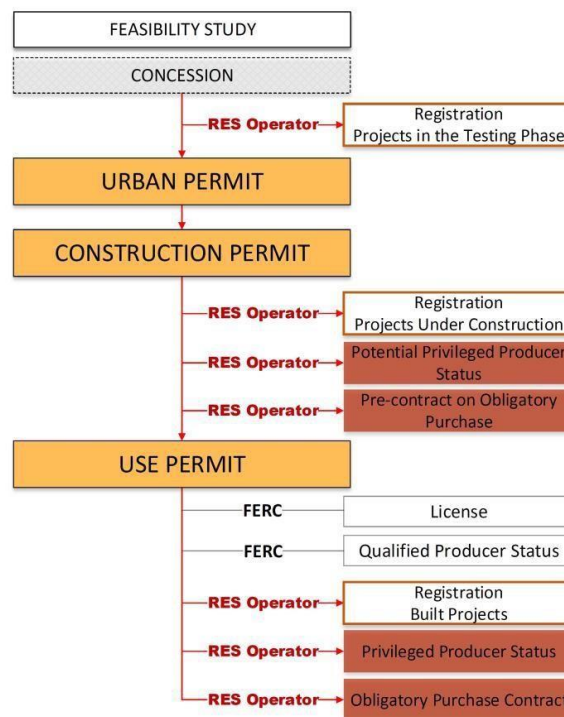 FEASIBILITY STUDY
CONCESSION
RES Operator
Registration
Projects in the Testing Phase
URBAN PERMIT
CONSTRUCTION PERMIT
RES Operator
Registration
Projects Under Construction
RES Operator
Potential Privileged Producer
Status
RES Operator
Pre-contract on Obligatory
Purchase
USE PERMIT
FERC
License
FERC
Qualified Producer Status
RES Operator
Registration
Built Projects
RES Operator
Privileged Producer Status
RES Operator
Obligatory Purchase Contract